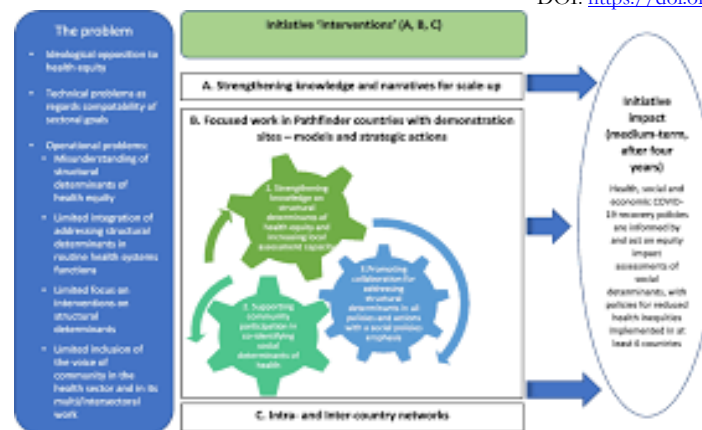 DOI: https://doi.or
The problem
Ideological opposition to
health equity
Technical problems as
regards compatability of
sectoral goals
Operational problems:
Misunderstanding of
structural
determinants of
health equity
Limited integration of
addressing structural
determinants in
routine health systems
functions
Limited focus on
interventions on
structural
determinants
Limited inclusion of
the voice of
community in the
health sector and in its
multi/intersectoral
work
Initiative 'Interventions' (A, B, C)
A. Strengthening knowledge and narratives for scale up
B. Focused work in Pathfinder countries with demonstration
sites – models and strategic actions
1. Strengthening
knowledge on
structural
determinants of
health equity and
increasing local
assessment capacity
2. Supporting
community
participation in
co-identifying
social
determinants of
health
3.Promoting
collaboration for
addressing
structural
determinants in all
policies and actions
with a social policies
emphasis
C. Intra- and Inter-country networks
Initiative
impact
(medium-term,
after four
years)
Health, social and
economic COVID-
19 recovery policies
are informed by
and act on equity
impact
assessments of
social
determinants, with
policies for reduced
health inequities
implemented in at
least 6 countries